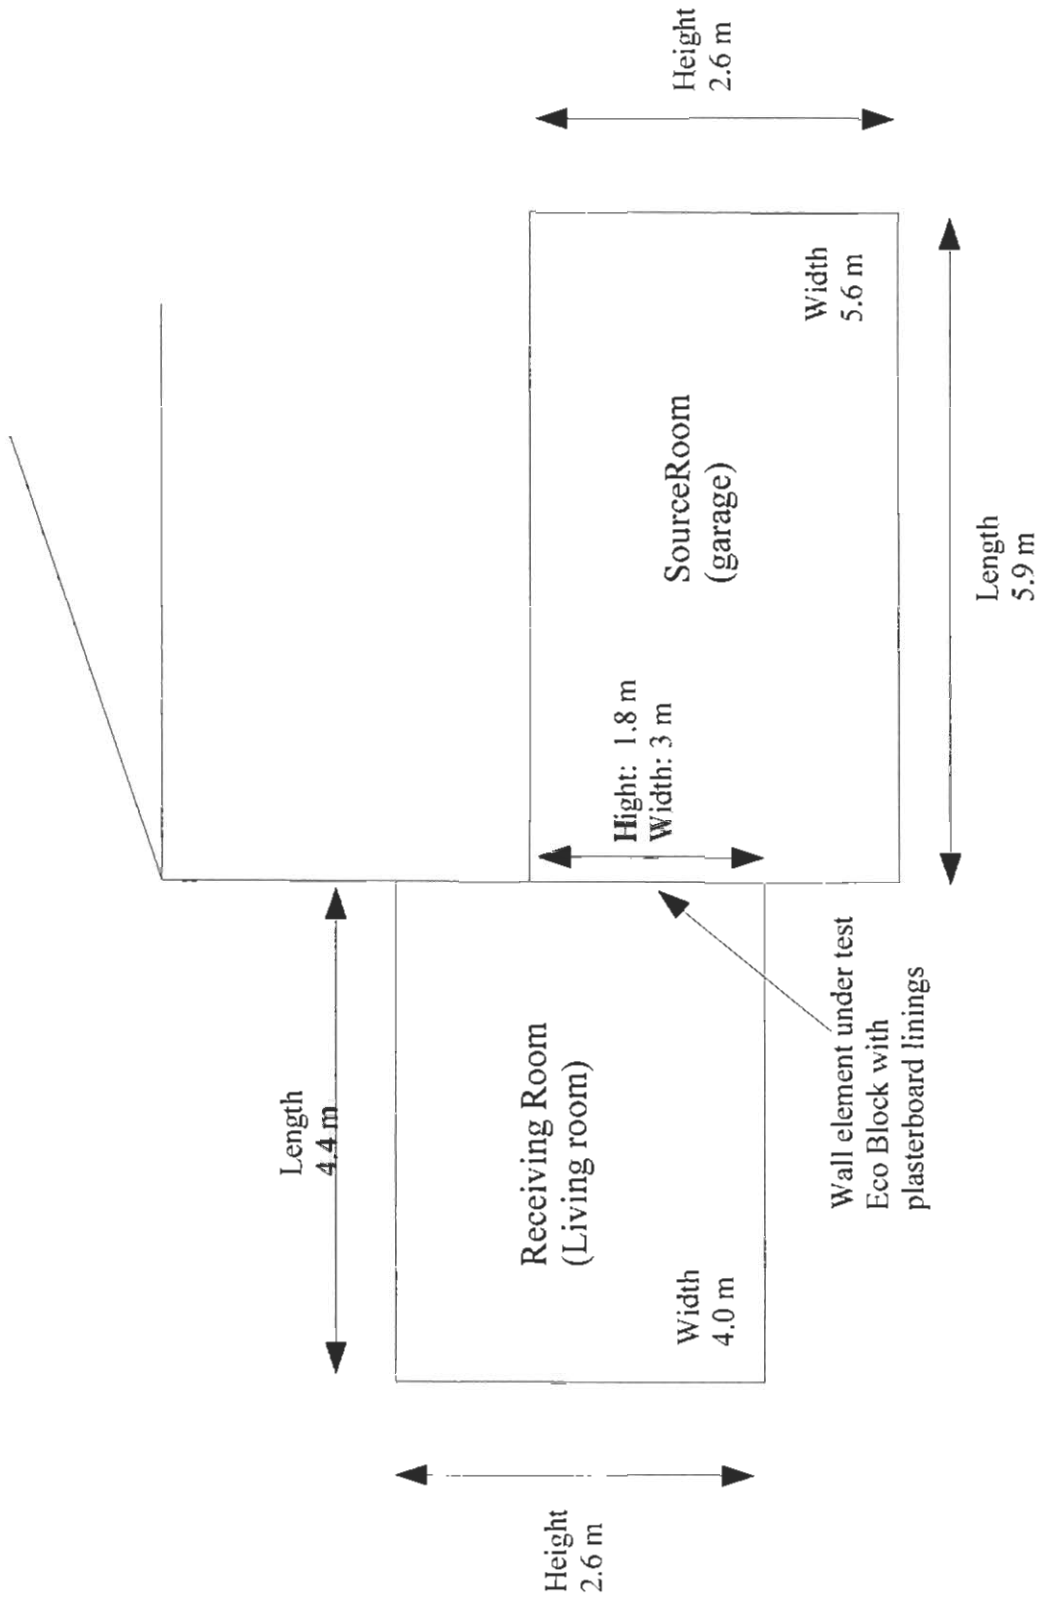 Height
2.6 m
Length
4.4 m
Receiving Room
(Living room)
Width
4.0 m
Wall element under test
Eco Block with
plasterboard linings
Hight: 1.8 m
Width: 3 m
SourceRoom
(garage)
Width
5.6 m
Length
5.9 m
Height
2.6 m